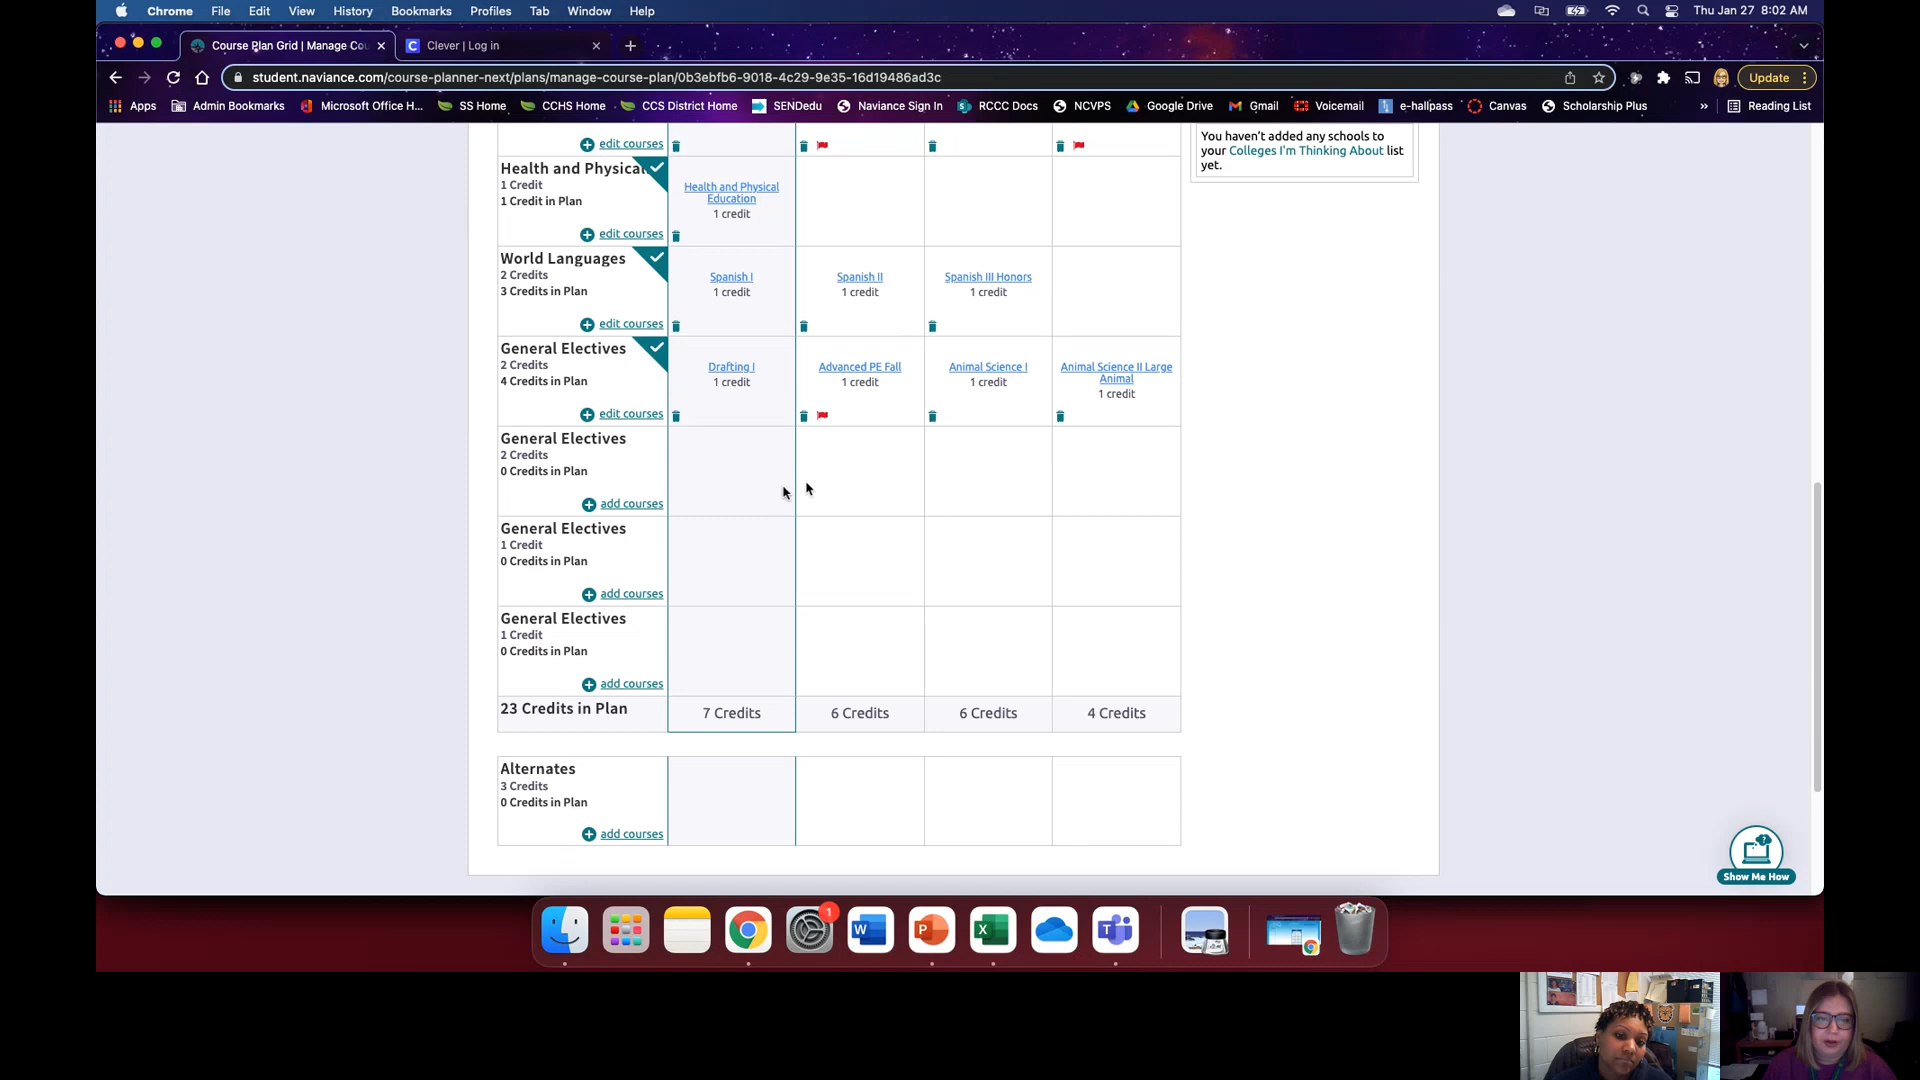 Chrome File Edit View History Bookmarks Profiles Tab Window Help Thu Jan 27 8:02 AM
Course Plan Grid | Manage Cou Clever | Log in
student.naviance.com/course-planner-next/plans/manage-course-plan/0b3ebfb6-9018-4c29-9e35-16d19486ad3c Update
Apps Admin Bookmarks Microsoft Office H... SS Home CCHS Home CCS District Home SENDedu Naviance Sign In RCCC Docs NCVPS Google Drive Gmail Voicemail e-hallpass Canvas Scholarship Plus » Reading List
You haven't added any schools to
your Colleges I'm Thinking About list
yet.
edit courses
Health and Physical
1 Credit
1 Credit in Plan
edit courses
Health and Physical
Education
1 credit
World Languages
2 Credits
3 Credits in Plan
edit courses
Spanish I
1 credit
Spanish II
1 credit
Spanish III Honors
1 credit
General Electives
2 Credits
4 Credits in Plan
edit courses
Drafting I
1 credit
Advanced PE Fall
1 credit
Animal Science I
1 credit
Animal Science II Large
Animal
1 credit
General Electives
2 Credits
0 Credits in Plan
add courses
General Electives
1 Credit
0 Credits in Plan
add courses
General Electives
1 Credit
0 Credits in Plan
add courses
23 Credits in Plan 7 Credits 6 Credits 6 Credits 4 Credits
Alternates
3 Credits
0 Credits in Plan
add courses
Show Me How
1
W P X T